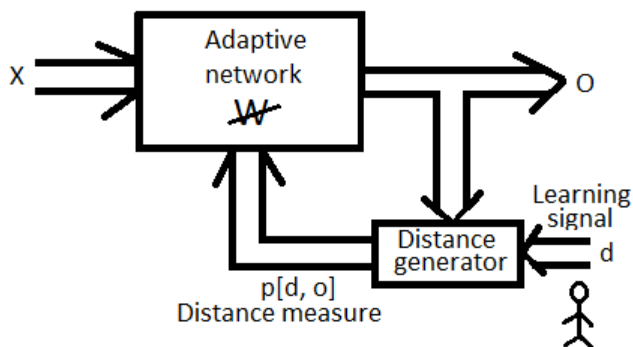 Adaptive
network
W
X
O
Learning
signal
d
Distance
generator
p[d, o]
Distance measure